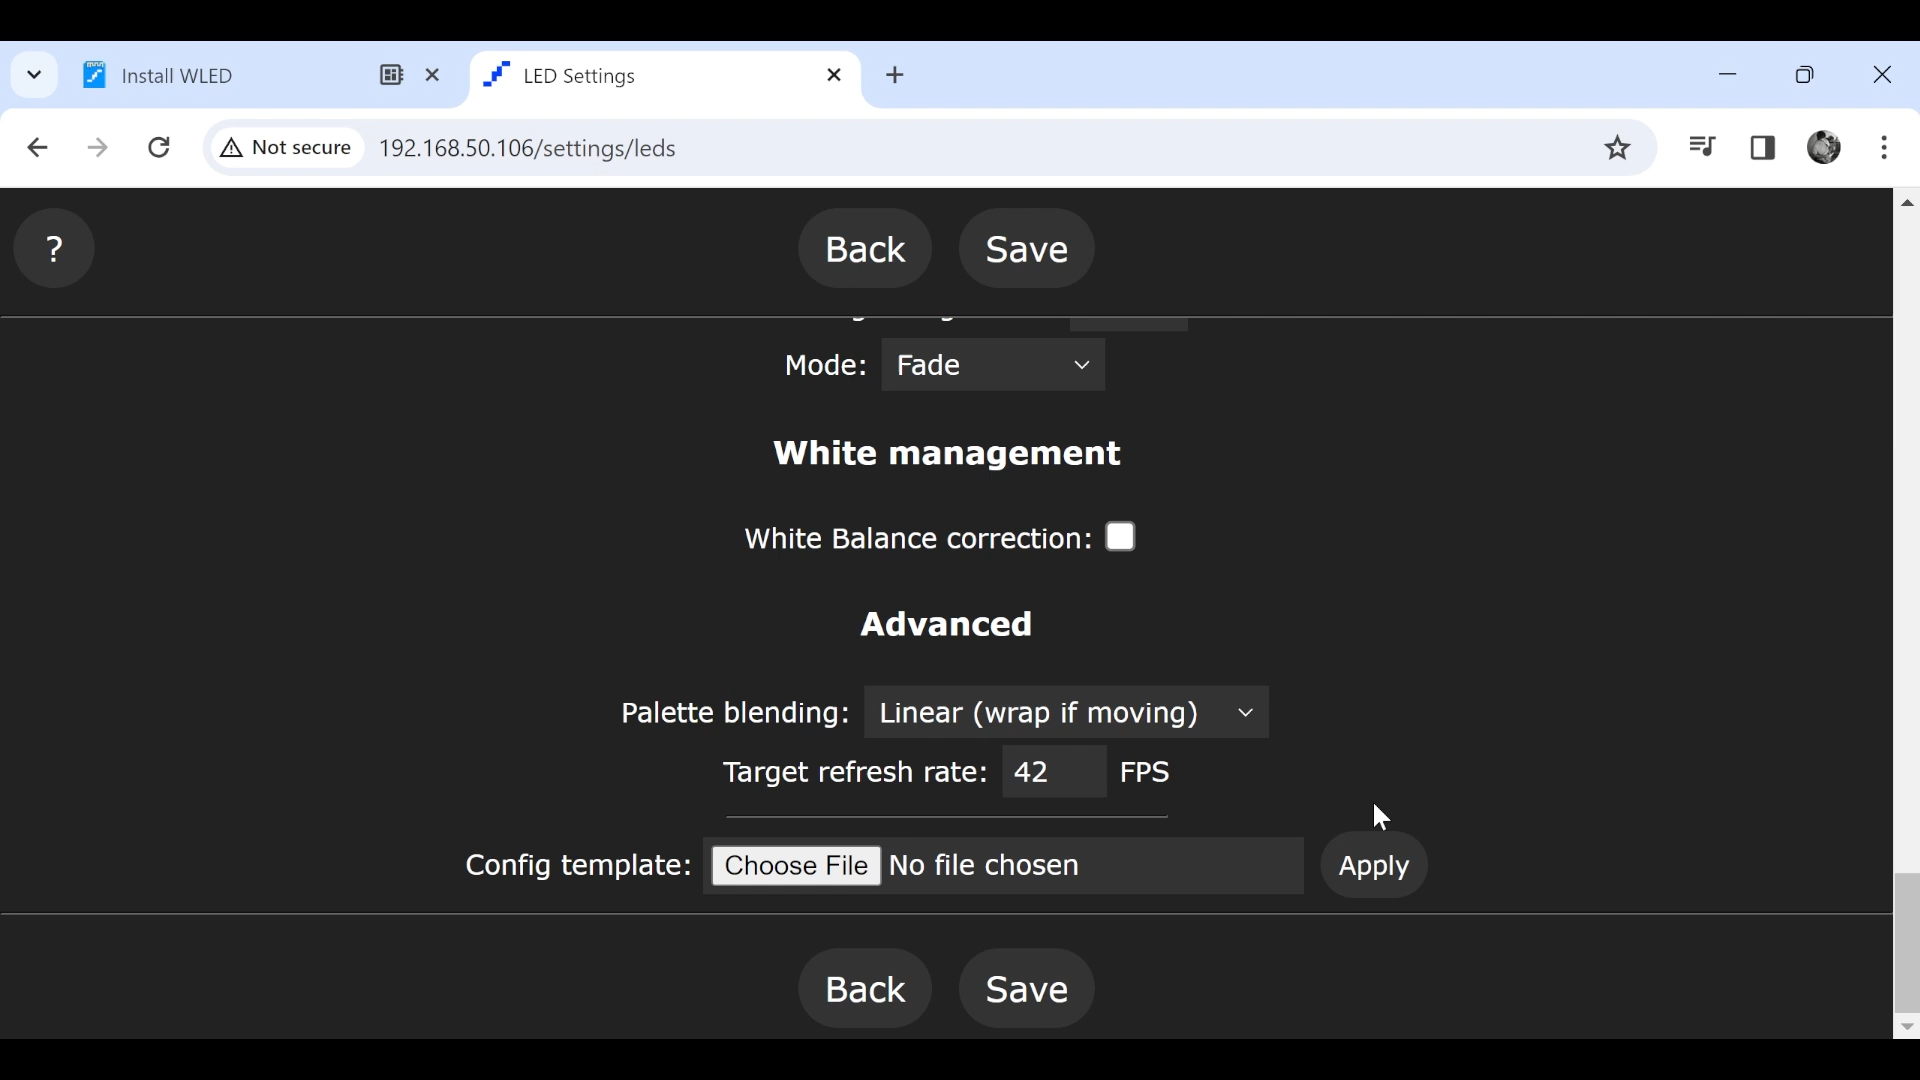 Install WLED
LED Settings
Not secure 192.168.50.106/settings/leds
?
Back Save
Mode: Fade
White management
White Balance correction:
Advanced
Palette blending: Linear (wrap if moving)
Target refresh rate: 42 FPS
Config template: Choose File No file chosen Apply
Back Save